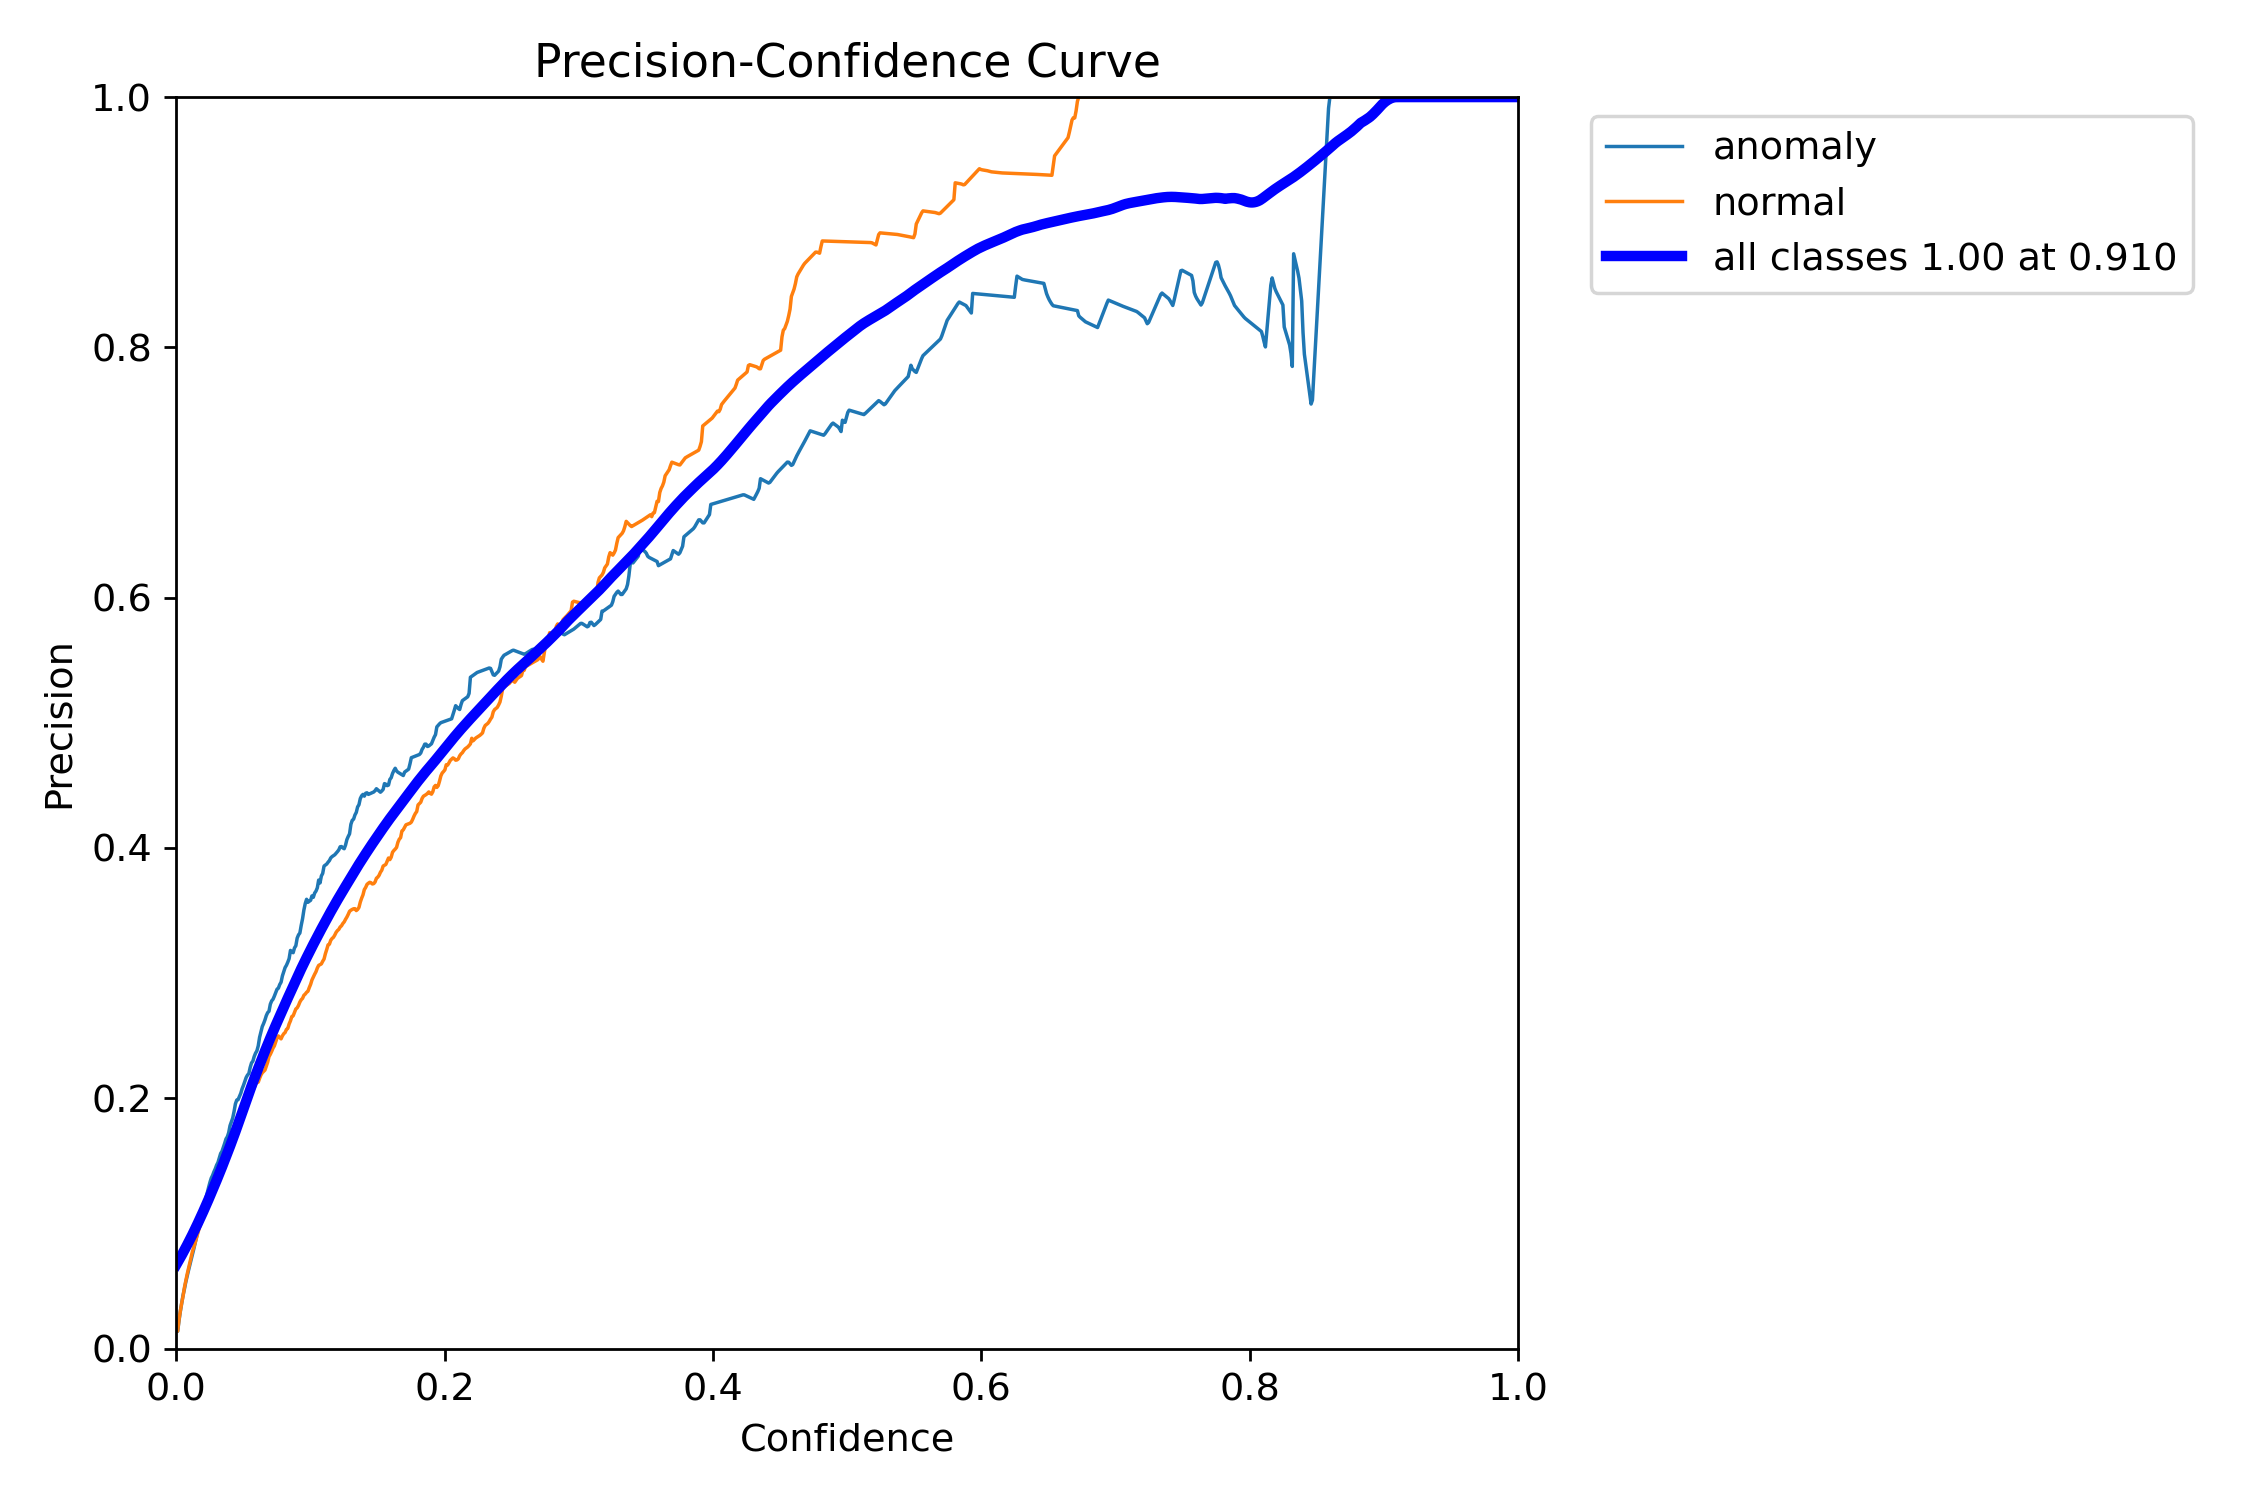 Precision-Confidence Curve
1.0
0.8
0.6
0.4
0.2
0.0
Precision
0.0 0.2 0.4 0.6 0.8 1.0
Confidence
anomaly
normal
all classes 1.00 at 0.910